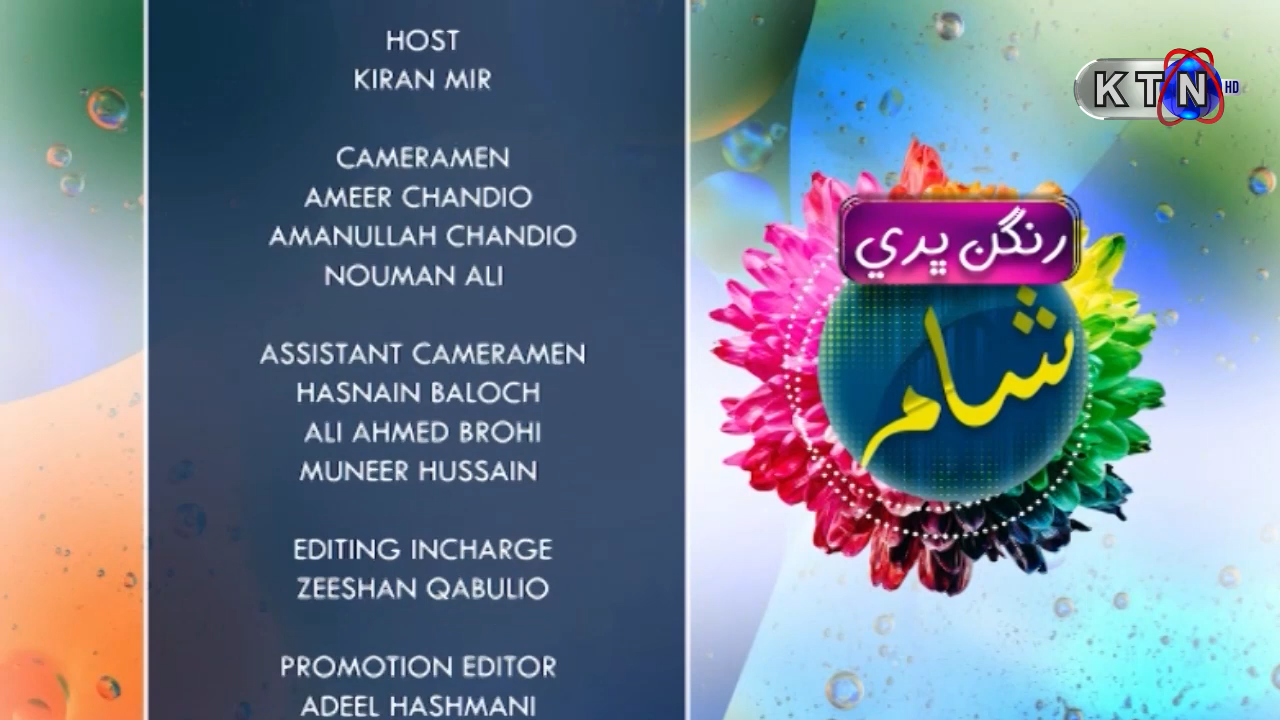 HOST
KIRAN MIR
CAMERAMEN
AMEER CHANDIO
AMANULLAH CHANDIO
NOUMAN ALI
ASSISTANT CAMERAMEN
HASNAIN BALOCH
ALI AHMED BROHI
MUNEER HUSSAIN
EDITING INCHARGE
ZEESHAN QABULIO
PROMOTION EDITOR
ADEEL HASHMANI
KTN HD
رنگن ڀري
شام